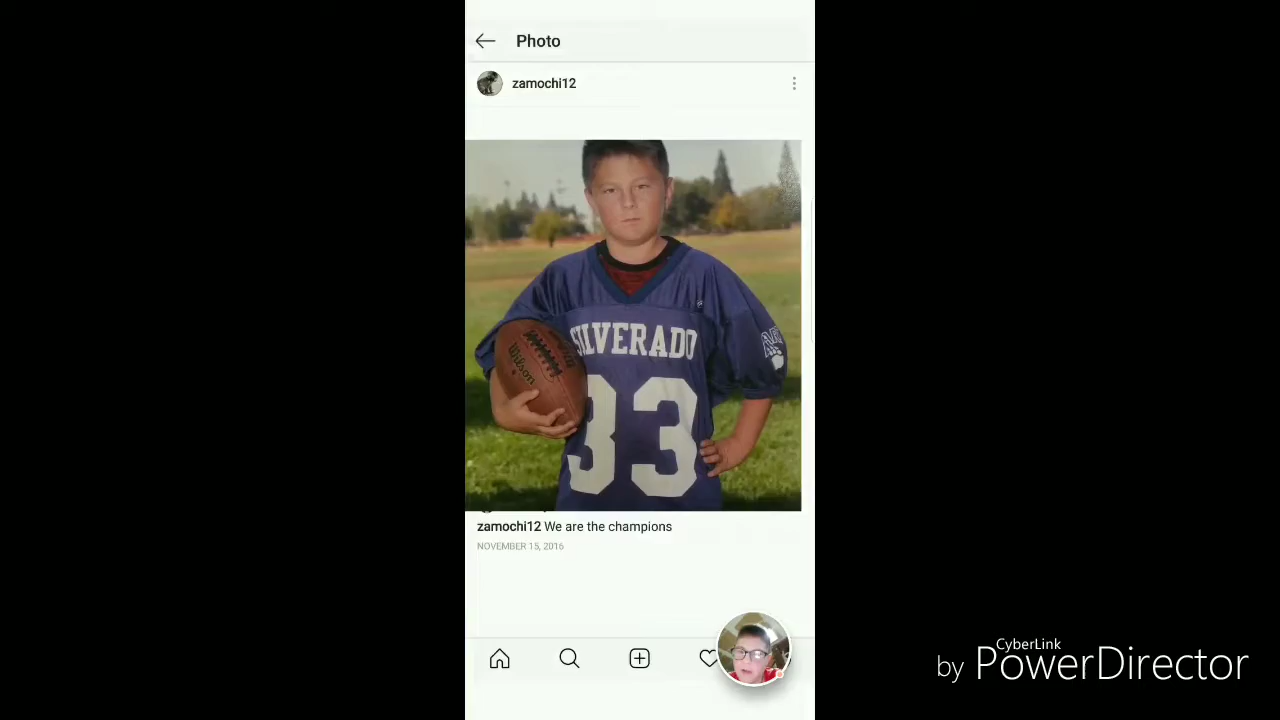 Photo
zamochi12
SILVERADO
Wilson
33
zamochi12 We are the champions
NOVEMBER 15, 2016
CyberLink
by PowerDirector